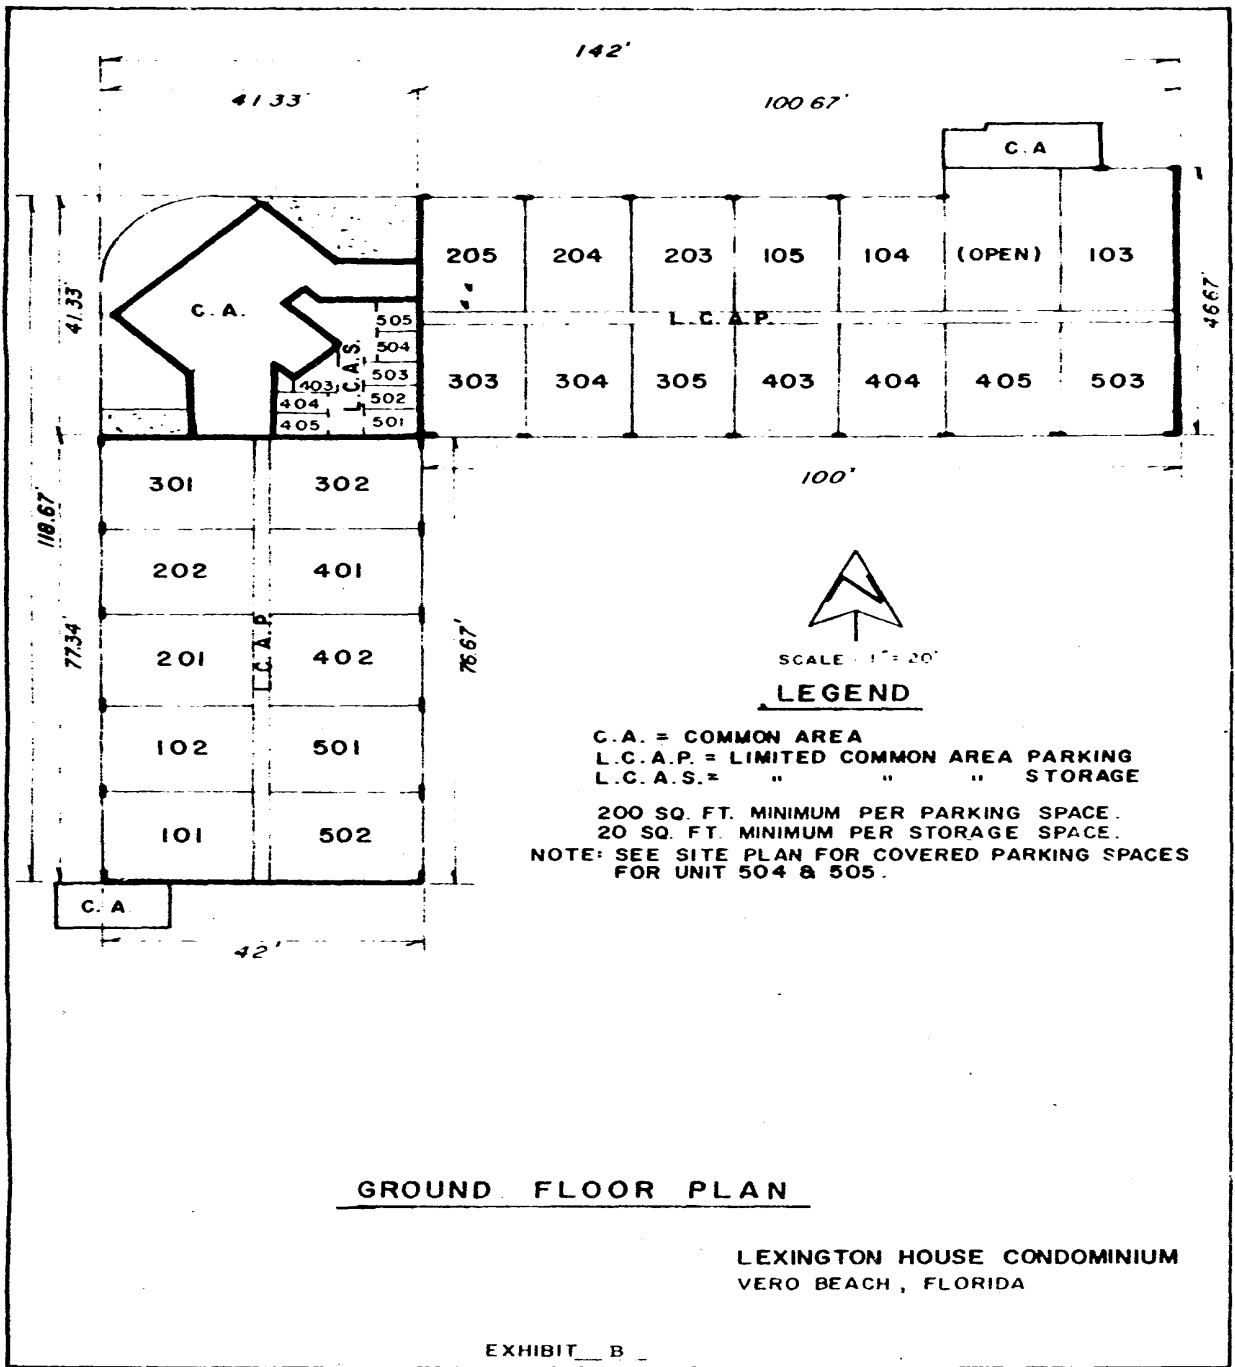 142'
41.33' 100.67'
C.A
205 204 203 105 104 (OPEN) 103
C.A.
41.33'
46.67'
L.C.A.P.
505
504
503
502
501
L.C.A.S.
403
404
405
303 304 305 403 404 405 503
100'
301 302
118.67'
202 401
77.34'
201 402
L.C.A.P.
76.67'
102 501
101 502
C.A.
42'
N
SCALE 1" = 20'
LEGEND
C.A. = COMMON AREA
L.C.A.P. = LIMITED COMMON AREA PARKING
L.C.A.S. = " " " STORAGE
200 SQ. FT. MINIMUM PER PARKING SPACE.
20 SQ. FT. MINIMUM PER STORAGE SPACE.
NOTE: SEE SITE PLAN FOR COVERED PARKING SPACES
FOR UNIT 504 & 505.
GROUND FLOOR PLAN
LEXINGTON HOUSE CONDOMINIUM
VERO BEACH, FLORIDA
EXHIBIT B